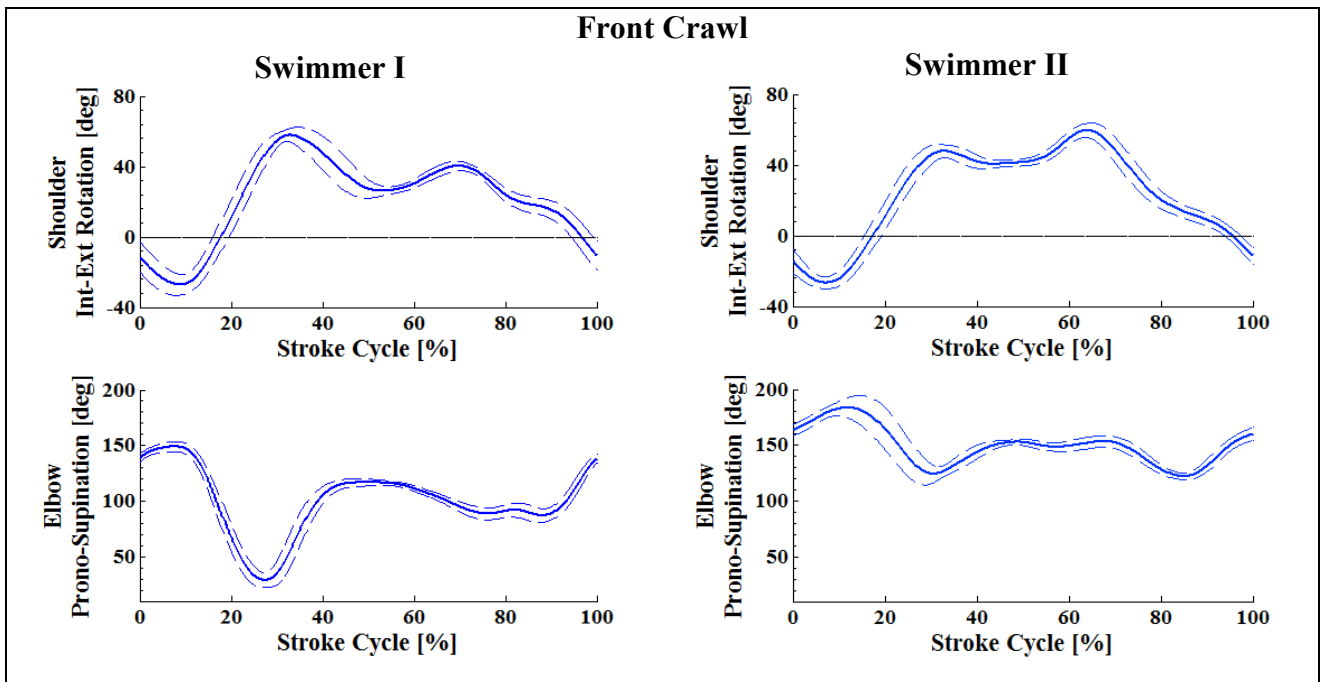 Front Crawl
Swimmer I
Swimmer II
Shoulder
Int-Ext Rotation [deg]
80
40
0
-40
0 20 40 60 80 100
Stroke Cycle [%]
Shoulder
Int-Ext Rotation [deg]
80
40
0
-40
0 20 40 60 80 100
Stroke Cycle [%]
Elbow
Prono-Supination [deg]
200
150
100
50
0 20 40 60 80 100
Stroke Cycle [%]
Elbow
Prono-Supination [deg]
200
150
100
50
0 20 40 60 80 100
Stroke Cycle [%]